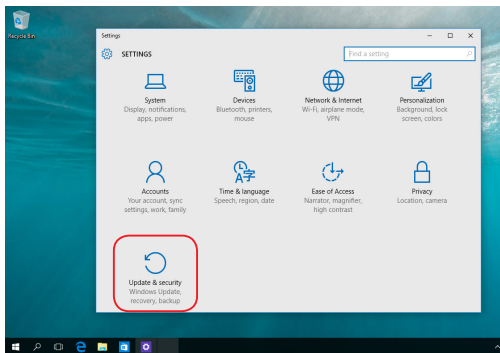 Recycle Bin
Settings
SETTINGS
Find a setting
System
Display, notifications,
apps, power
Devices
Bluetooth, printers,
mouse
Network & Internet
Wi-Fi, airplane mode,
VPN
Personalization
Background, lock
screen, colors
Accounts
Your account, sync
settings, work, family
Time & language
Speech, region, date
Ease of Access
Narrator, magnifier,
high contrast
Privacy
Location, camera
Update & security
Windows Update,
recovery, backup